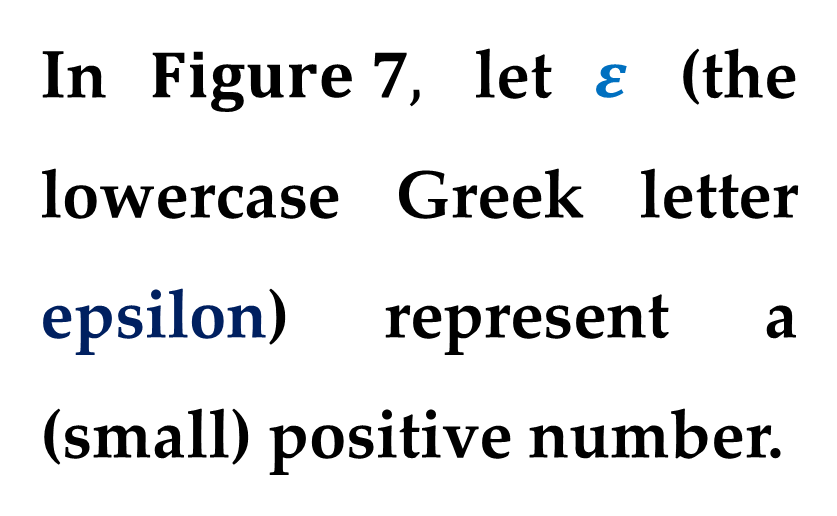 In Figure 7, let ε (the
lowercase Greek letter
epsilon) represent a
(small) positive number.